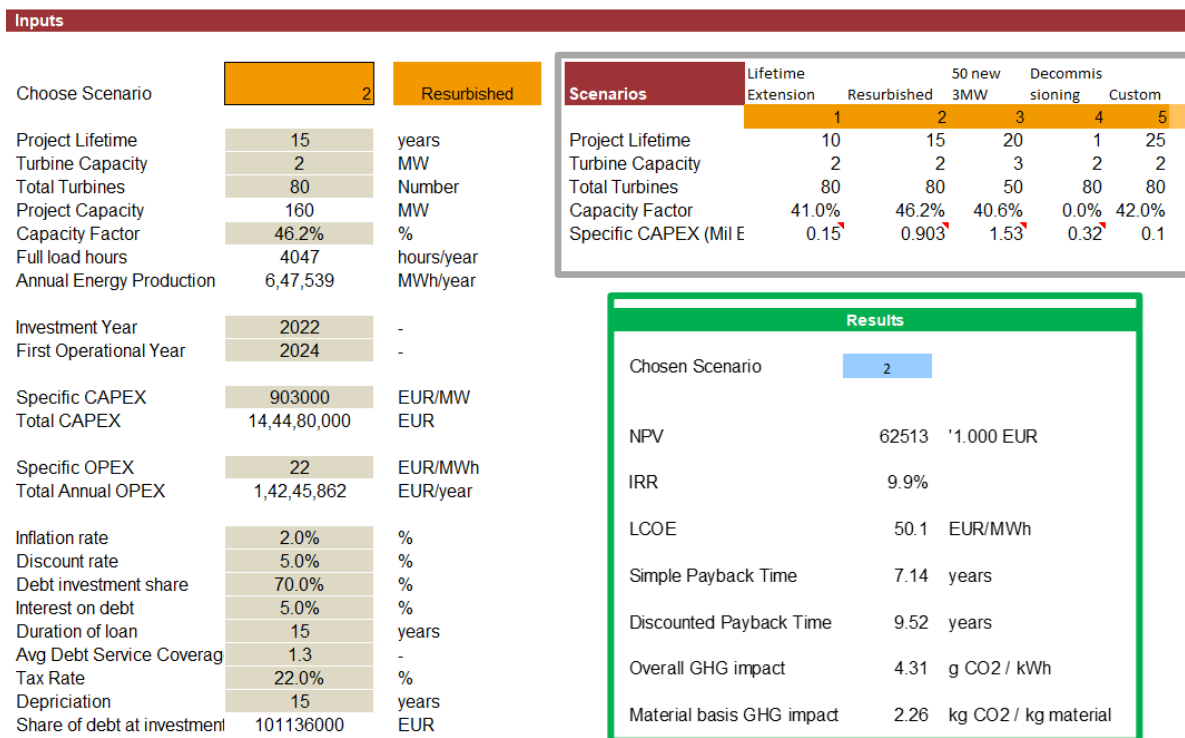 Inputs
Choose Scenario 2 Resurbished
Project Lifetime 15 years
Turbine Capacity 2 MW
Total Turbines 80 Number
Project Capacity 160 MW
Capacity Factor 46.2% %
Full load hours 4047 hours/year
Annual Energy Production 6,47,539 MWh/year
Investment Year 2022 -
First Operational Year 2024 -
Specific CAPEX 903000 EUR/MW
Total CAPEX 14,44,80,000 EUR
Specific OPEX 22 EUR/MWh
Total Annual OPEX 1,42,45,862 EUR/year
Inflation rate 2.0% %
Discount rate 5.0% %
Debt investment share 70.0% %
Interest on debt 5.0% %
Duration of loan 15 years
Avg Debt Service Coverag 1.3 -
Tax Rate 22.0% %
Depriciation 15 years
Share of debt at investment 101136000 EUR
Lifetime 50 new Decommis
Scenarios Extension Resurbished 3MW sioning Custom
1 2 3 4 5
Project Lifetime 10 15 20 1 25
Turbine Capacity 2 2 3 2 2
Total Turbines 80 80 50 80 80
Capacity Factor 41.0% 46.2% 40.6% 0.0% 42.0%
Specific CAPEX (Mil E 0.15 0.903 1.53 0.32 0.1
Results
Chosen Scenario 2
NPV 62513 '1.000 EUR
IRR 9.9%
LCOE 50.1 EUR/MWh
Simple Payback Time 7.14 years
Discounted Payback Time 9.52 years
Overall GHG impact 4.31 g CO2 / kWh
Material basis GHG impact 2.26 kg CO2 / kg material